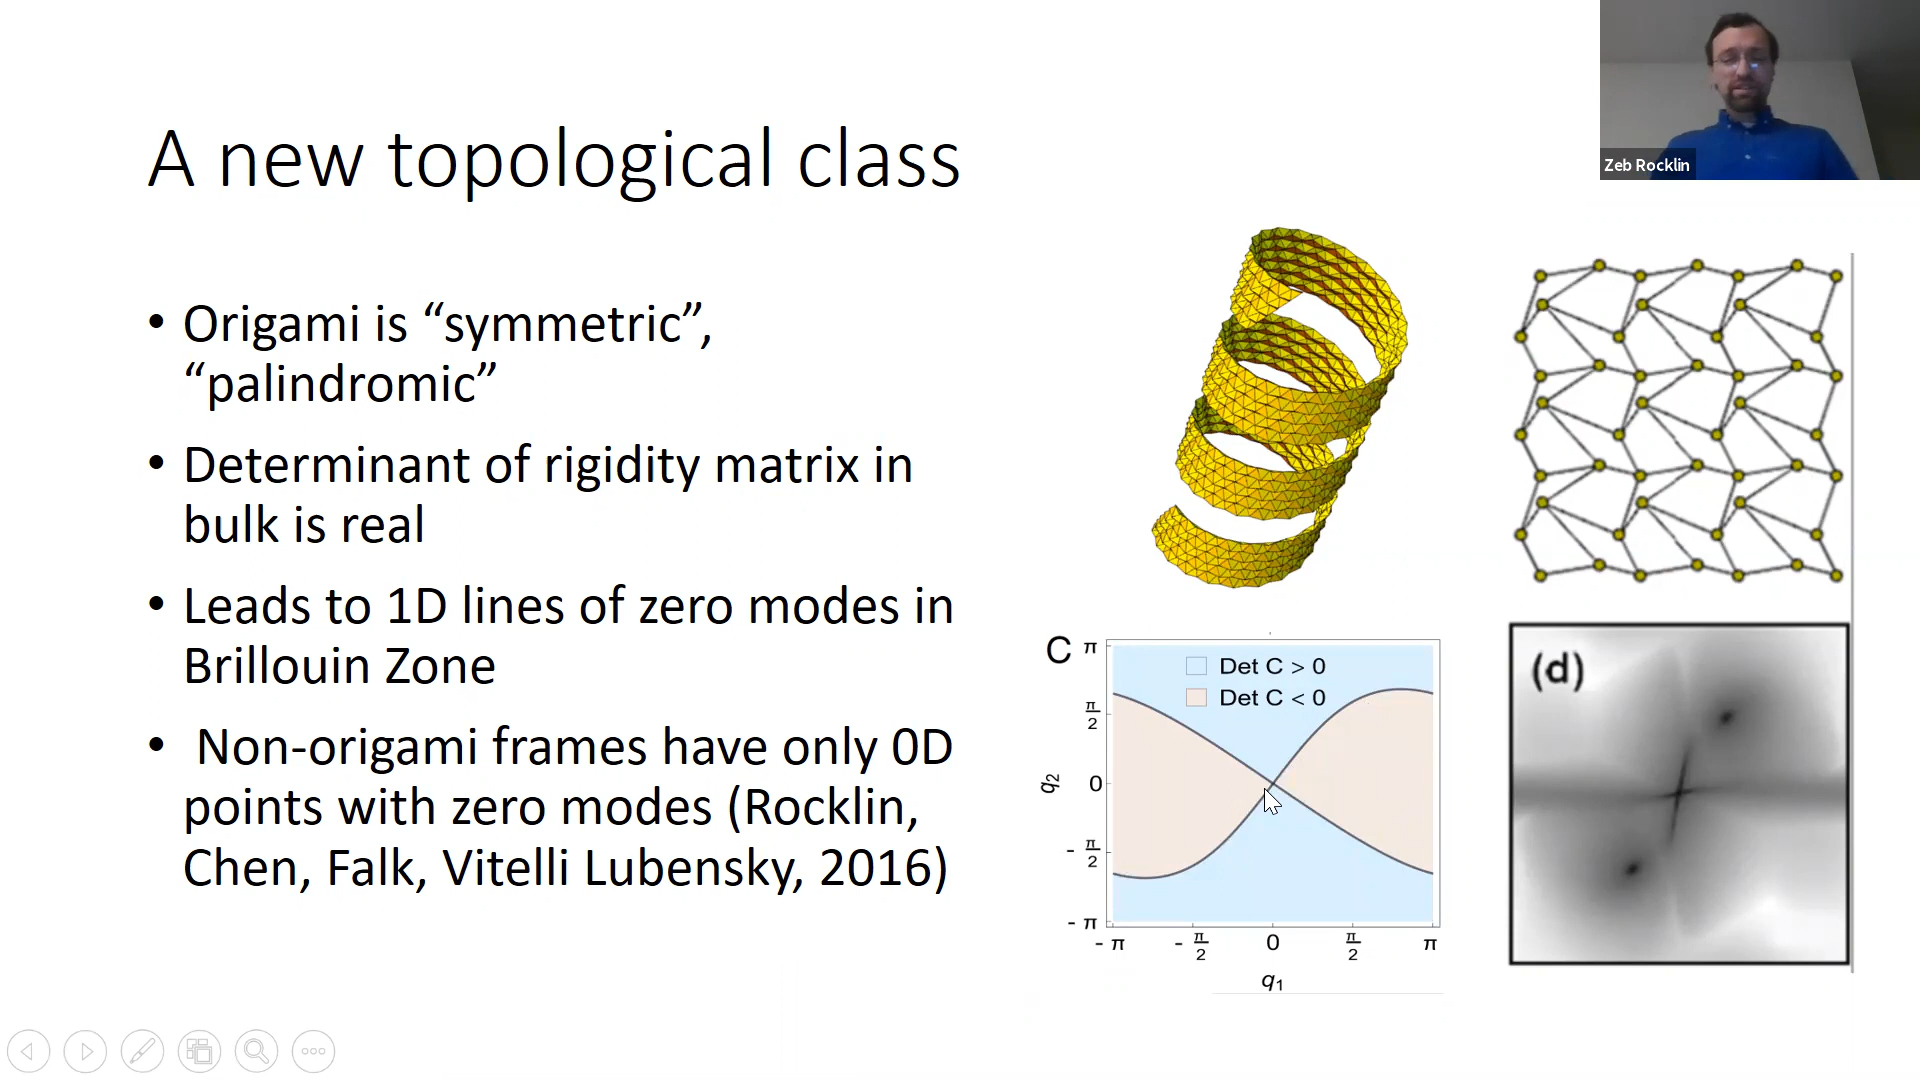 A new topological class
Zeb Rocklin
• Origami is “symmetric”,
“palindromic”
• Determinant of rigidity matrix in
bulk is real
• Leads to 1D lines of zero modes in
Brillouin Zone
• Non-origami frames have only 0D
points with zero modes (Rocklin,
Chen, Falk, Vitelli Lubensky, 2016)
C
Det C > 0
Det C < 0
π
π/2
0
- π/2
- π
q₂
- π
- π/2
0
π/2
π
q₁
(d)